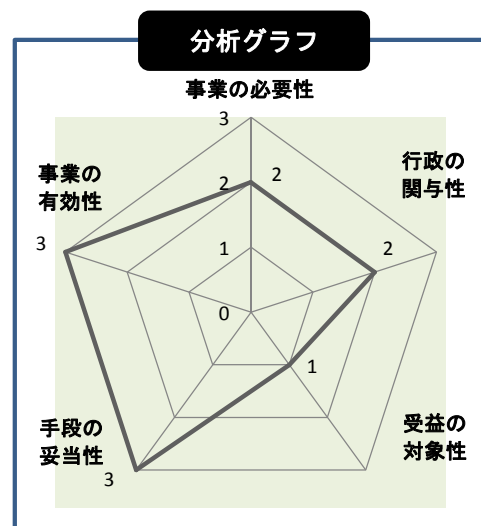 分析グラフ
事業の必要性
3
事業の
有効性
行政の
関与性
2
2
3
2
1
0
1
手段の
妥当性
受益の
対象性
3